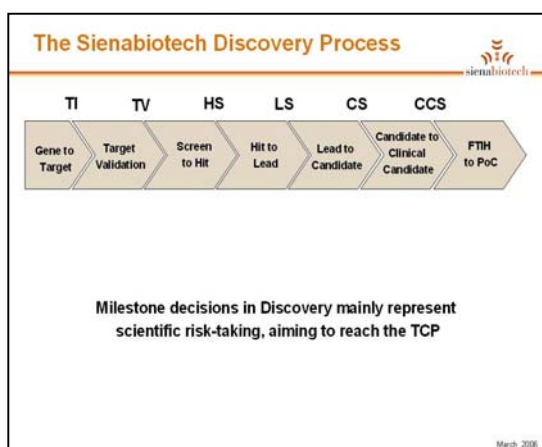 The Sienabiotech Discovery Process
sienabiotech
TI TV HS LS CS CCS
Gene to
Target
Target
Validation
Screen
to Hit
Hit to
Lead
Lead to
Candidate
Candidate to
Clinical
Candidate
FTIH
to PoC
Milestone decisions in Discovery mainly represent
scientific risk-taking, aiming to reach the TCP
March 2006